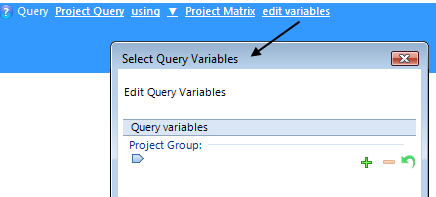 ? Query Project Query using ▼ Project Matrix edit variables
Select Query Variables
Edit Query Variables
Query variables
Project Group: